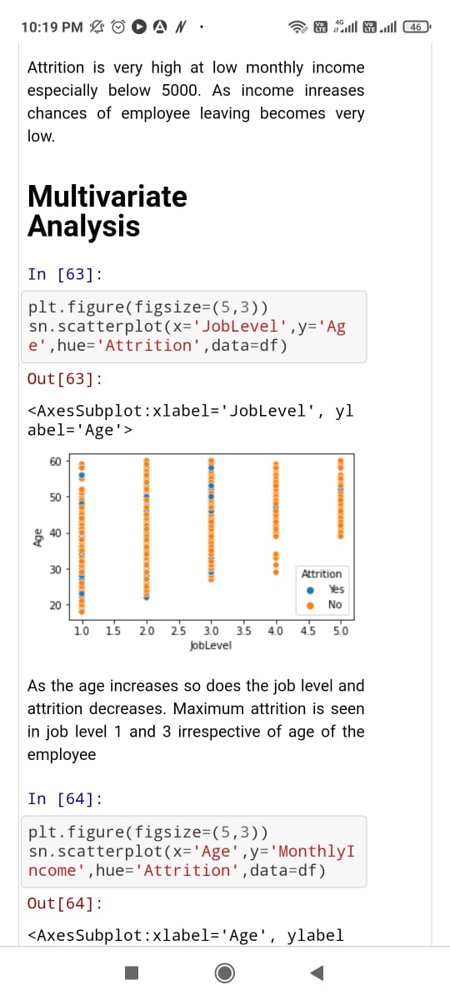 10:19 PM
4G
46
Attrition is very high at low monthly income
especially below 5000. As income inreases
chances of employee leaving becomes very
low.
Multivariate
Analysis
In [63]:
plt.figure(figsize=(5,3))
sn.scatterplot(x='JobLevel',y='Ag
e',hue='Attrition',data=df)
Out[63]:
<AxesSubplot:xlabel='JobLevel', yl
abel='Age'>
60
50
40
30
20
Age
Attrition
Yes
No
1.0 1.5 2.0 2.5 3.0 3.5 4.0 4.5 5.0
JobLevel
As the age increases so does the job level and
attrition decreases. Maximum attrition is seen
in job level 1 and 3 irrespective of age of the
employee
In [64]:
plt.figure(figsize=(5,3))
sn.scatterplot(x='Age',y='MonthlyI
ncome',hue='Attrition',data=df)
Out[64]:
<AxesSubplot:xlabel='Age', ylabel